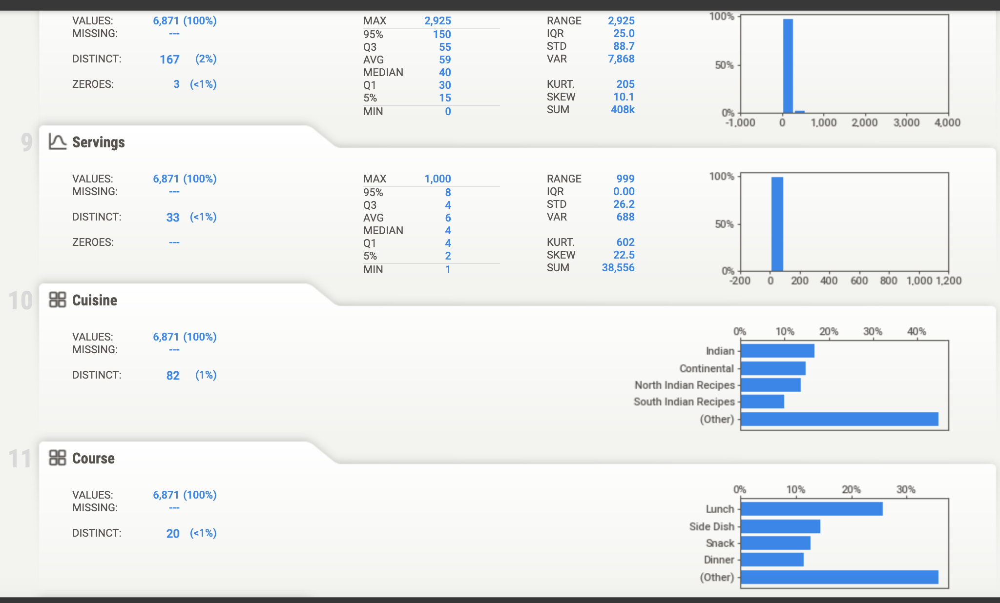 VALUES: 6,871 (100%)
MISSING: ---
DISTINCT: 167 (2%)
ZEROES: 3 (<1%)
MAX 2,925
95% 150
Q3 55
AVG 59
MEDIAN 40
Q1 30
5% 15
MIN 0
RANGE 2,925
IQR 25.0
STD 88.7
VAR 7,868
KURT. 205
SKEW 10.1
SUM 408k
100%
50%
0%
-1,000 0 1,000 2,000 3,000 4,000
9 Servings
VALUES: 6,871 (100%)
MISSING: ---
DISTINCT: 33 (<1%)
ZEROES: ---
MAX 1,000
95% 8
Q3 4
AVG 6
MEDIAN 4
Q1 4
5% 2
MIN 1
RANGE 999
IQR 0.00
STD 26.2
VAR 688
KURT. 602
SKEW 22.5
SUM 38,556
100%
50%
0%
-200 0 200 400 600 800 1,000 1,200
10 Cuisine
VALUES: 6,871 (100%)
MISSING: ---
DISTINCT: 82 (1%)
0% 10% 20% 30% 40%
Indian
Continental
North Indian Recipes
South Indian Recipes
(Other)
11 Course
VALUES: 6,871 (100%)
MISSING: ---
DISTINCT: 20 (<1%)
0% 10% 20% 30%
Lunch
Side Dish
Snack
Dinner
(Other)